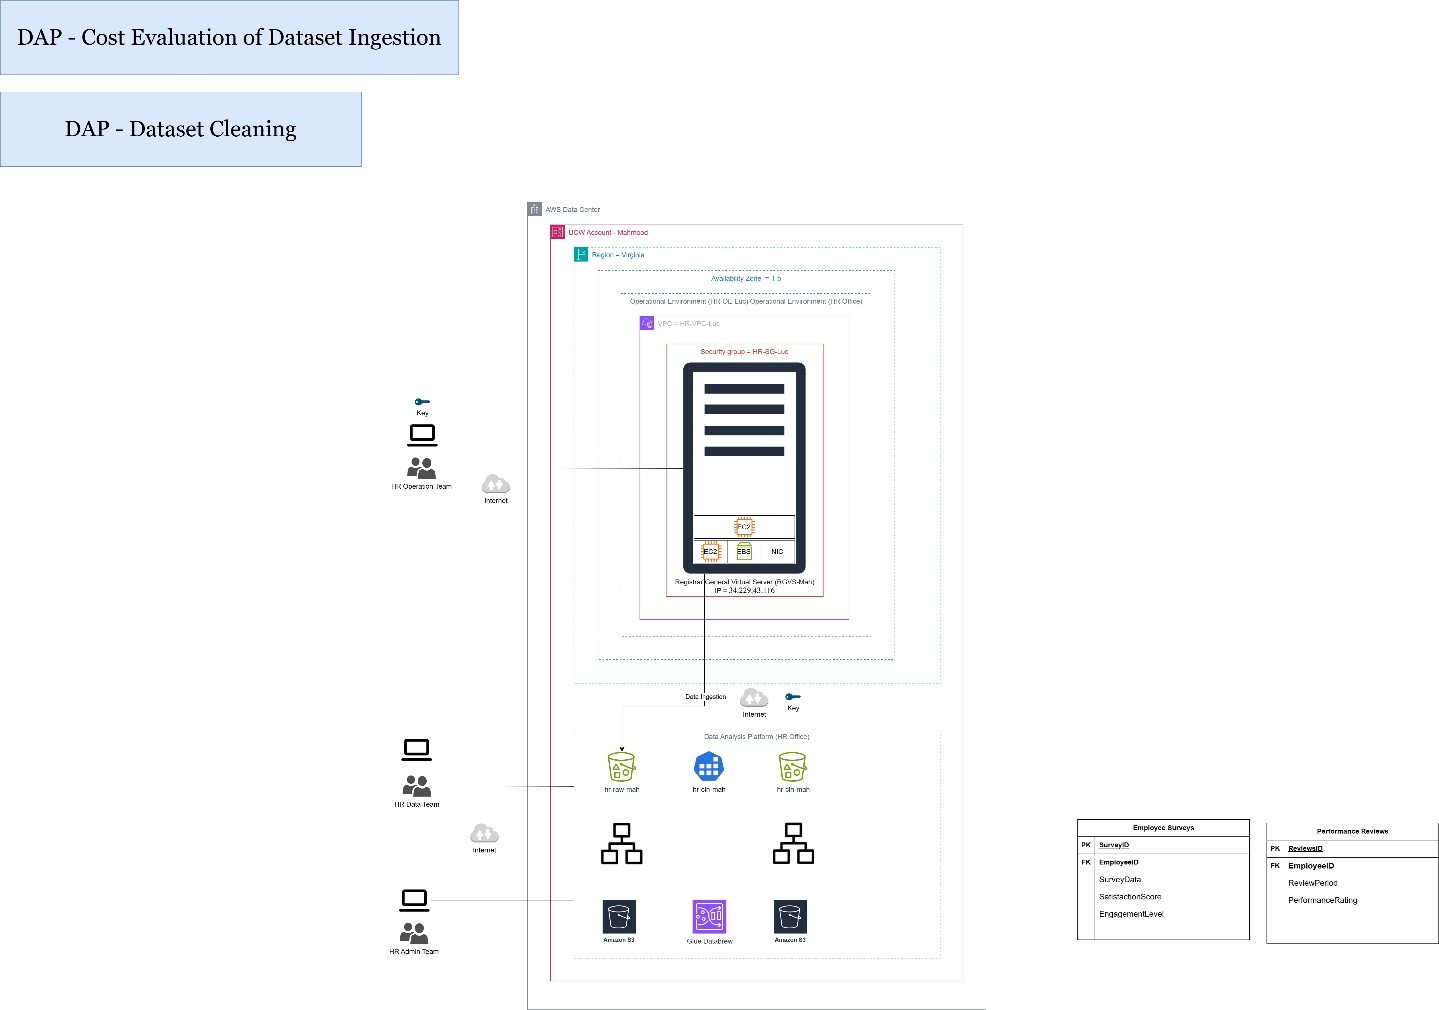 DAP - Cost Evaluation of Dataset Ingestion
DAP - Dataset Cleaning
AWS Data Center
UCW Account - Mahmood
Region = Virginia
Availability Zone = 1 b
Operational Environment (HR-OE-Luc) Operational Environment (HR Office)
VPC = HR-VPC-Luc
Security group = HR-SG-Luc
Key
HR Operation Team
Internet
EC2
EC2
EBS
NIC
Registrar General Virtual Server (RGVS-Mah)
IP = 34.229.43.116
Data Ingestion
Internet
Key
Data Analysis Platform (HR Office)
hr-raw-mah
hr-cln-mah
hr-cln-mah
HR Data Team
Internet
HR Admin Team
Amazon S3
Glue Databrew
Amazon S3
Employee Surveys
PK SurveyID
FK EmployeeID
SurveyData
SatisfactionScore
EngagementLevel
Performance Reviews
PK ReviewsID
FK EmployeeID
ReviewPeriod
PerformanceRating